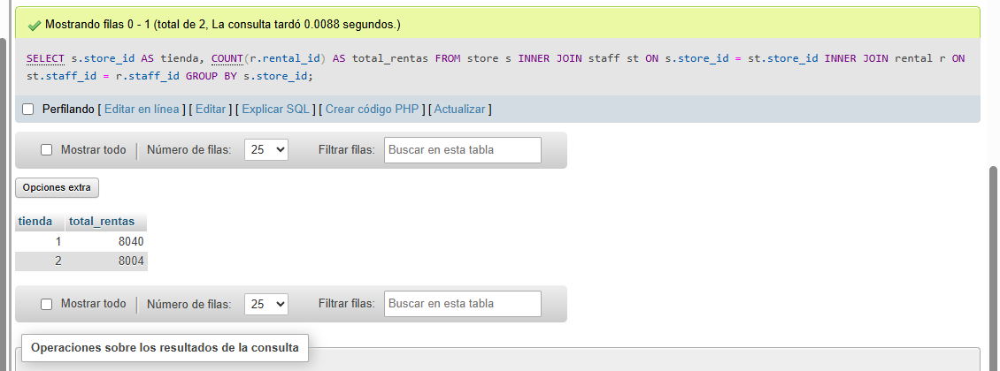 Mostrando filas 0 - 1 (total de 2, La consulta tardó 0.0088 segundos.)
SELECT s.store_id AS tienda, COUNT(r.rental_id) AS total_rentas FROM store s INNER JOIN staff st ON s.store_id = st.store_id INNER JOIN rental r ON
st.staff_id = r.staff_id GROUP BY s.store_id;
Perfilando [ Editar en línea ] [ Editar ] [ Explicar SQL ] [ Crear código PHP ] [ Actualizar ]
Mostrar todo | Número de filas: 25 Filtrar filas: Buscar en esta tabla
Opciones extra
tienda total_rentas
1 8040
2 8004
Mostrar todo | Número de filas: 25 Filtrar filas: Buscar en esta tabla
Operaciones sobre los resultados de la consulta